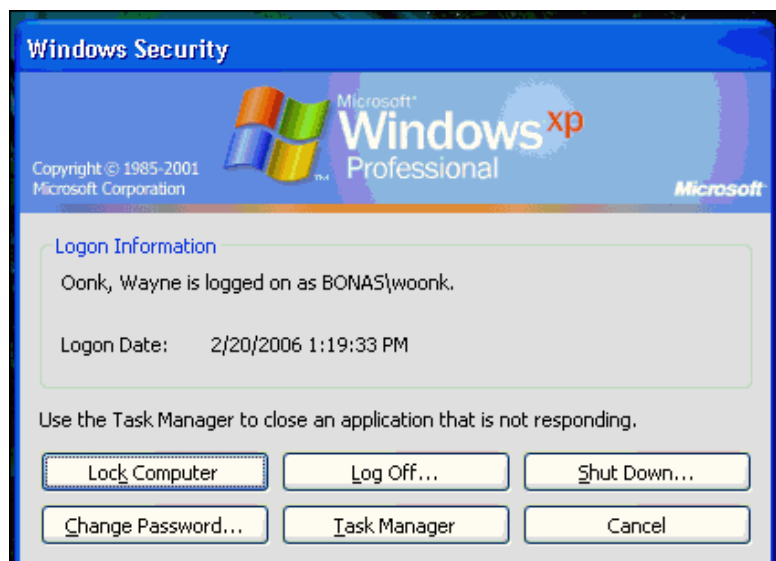 Windows Security
Microsoft®
Windows xp
Professional
Copyright © 1985-2001
Microsoft Corporation
Microsoft
Logon Information
Oonk, Wayne is logged on as BONAS\woonk.
Logon Date: 2/20/2006 1:19:33 PM
Use the Task Manager to close an application that is not responding.
Lock Computer Log Off... Shut Down...
Change Password... Task Manager Cancel